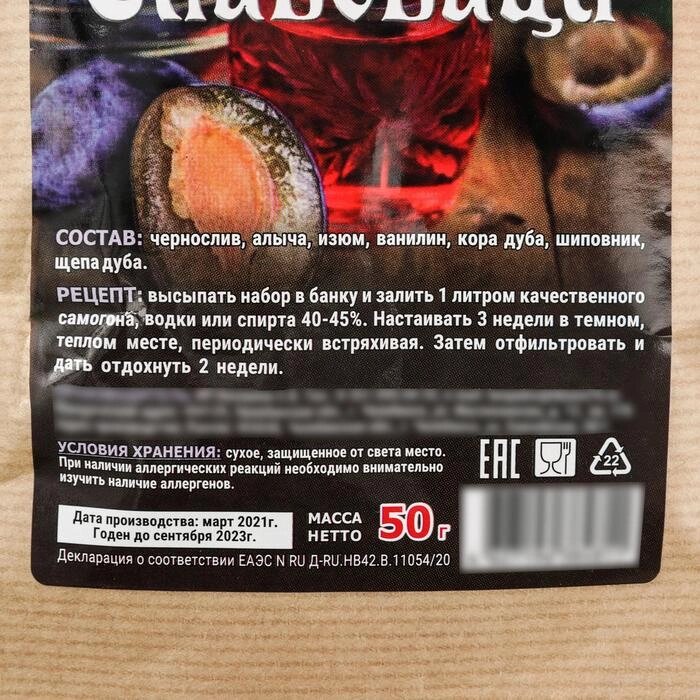 Сливовица
СОСТАВ: чернослив, алыча, изюм, ванилин, кора дуба, шиповник,
щепа дуба.
РЕЦЕПТ: высыпать набор в банку и залить 1 литром качественного
самогона, водки или спирта 40-45%. Настаивать 3 недели в темном,
теплом месте, периодически встряхивая. Затем отфильтровать и
дать отдохнуть 2 недели.
УСЛОВИЯ ХРАНЕНИЯ: сухое, защищенное от света место.
При наличии аллергических реакций необходимо внимательно
изучить наличие аллергенов.
EAC
22
Дата производства: март 2021г.
Годен до сентября 2023г.
МАССА
НЕТТО
50 г
Декларация о соответствии ЕАЭС N RU Д-RU.НВ42.В.11054/20